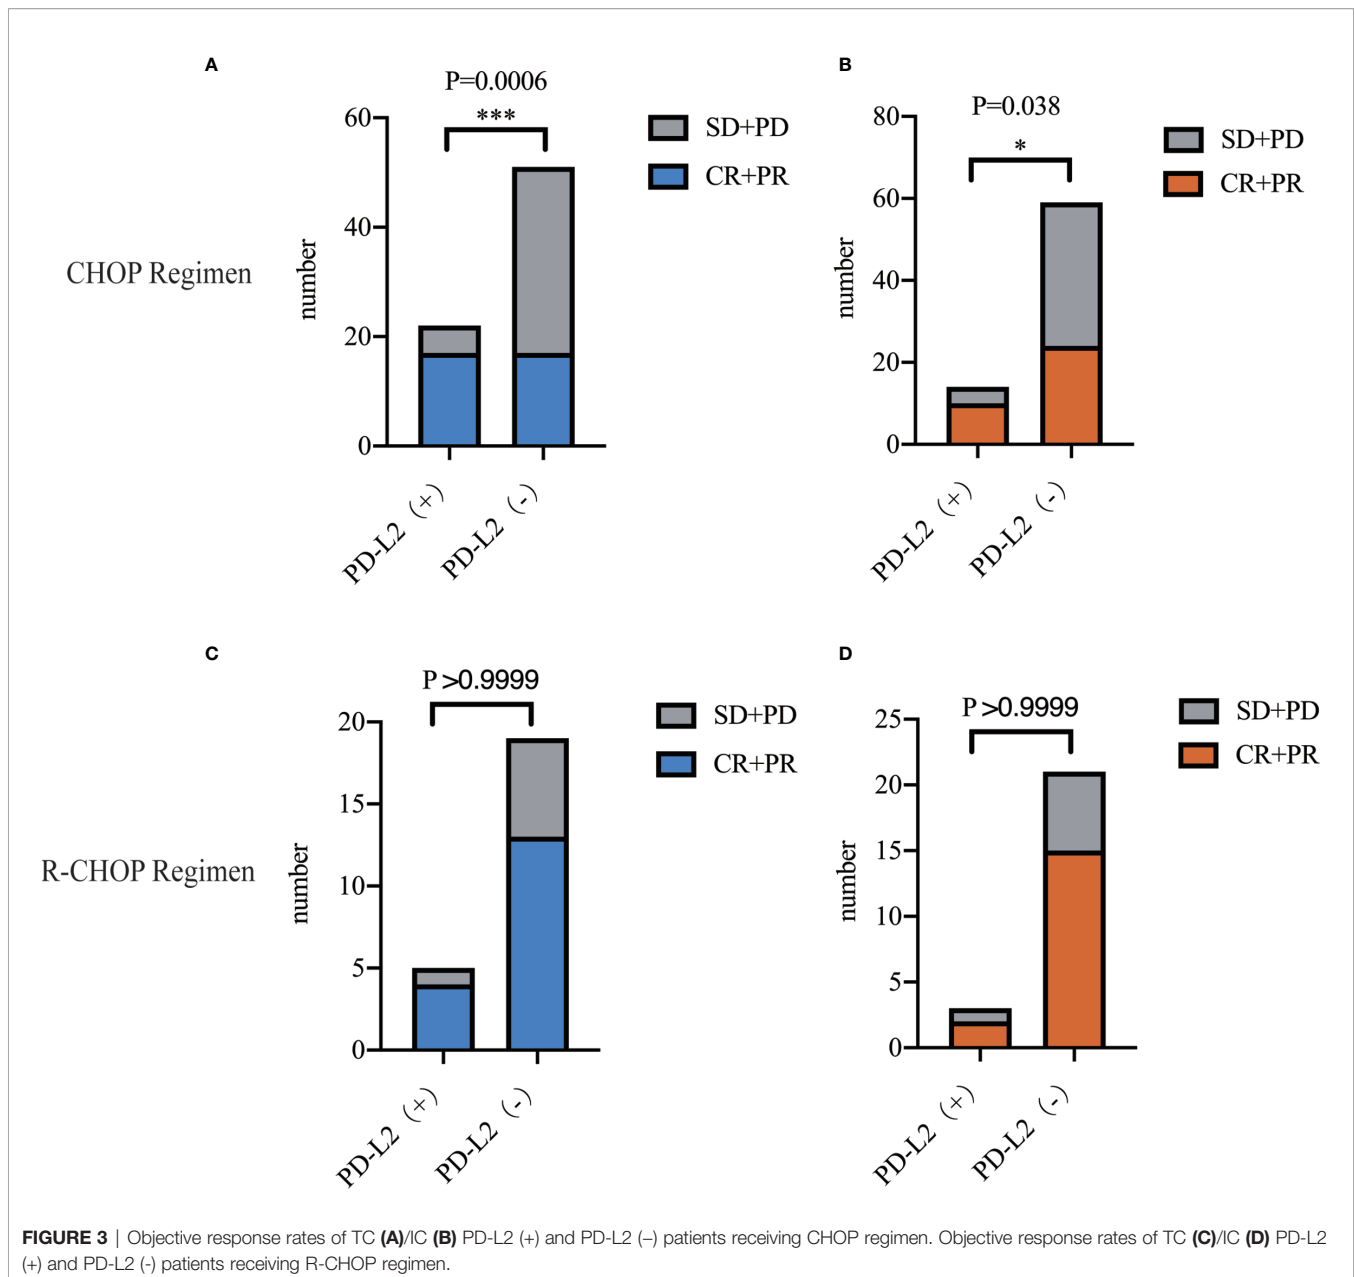 A
P=0.0006
***
60
40
20
0
number
SD+PD
CR+PR
PD-L2 (+)
PD-L2 (-)
CHOP Regimen
B
P=0.038
*
80
60
40
20
0
number
SD+PD
CR+PR
PD-L2 (+)
PD-L2 (-)
C
P >0.9999
20
15
10
5
0
number
SD+PD
CR+PR
PD-L2 (+)
PD-L2 (-)
R-CHOP Regimen
D
P >0.9999
25
20
15
10
5
0
number
SD+PD
CR+PR
PD-L2 (+)
PD-L2 (-)
FIGURE 3 | Objective response rates of TC (A)/IC (B) PD-L2 (+) and PD-L2 (−) patients receiving CHOP regimen. Objective response rates of TC (C)/IC (D) PD-L2
(+) and PD-L2 (-) patients receiving R-CHOP regimen.